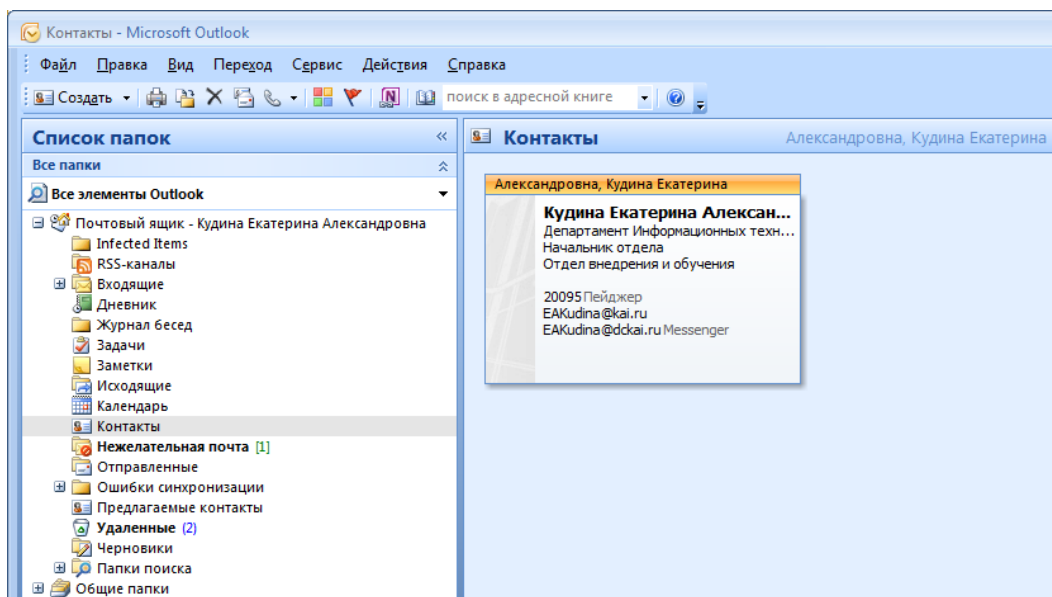 Контакты - Microsoft Outlook
Файл Правка Вид Переход Сервис Действия Справка
Создать поиск в адресной книге
Список папок «
Все папки
Все элементы Outlook
Почтовый ящик - Кудина Екатерина Александровна
Infected Items
RSS-каналы
Входящие
Дневник
Журнал бесед
Задачи
Заметки
Исходящие
Календарь
Контакты
Нежелательная почта [1]
Отправленные
Ошибки синхронизации
Предлагаемые контакты
Удаленные (2)
Черновики
Папки поиска
Общие папки
Контакты Александровна, Кудина Екатерина
Александровна, Кудина Екатерина
Кудина Екатерина Алексан...
Департамент Информационных техн...
Начальник отдела
Отдел внедрения и обучения
20095 Пейджер
EAKudina@kai.ru
EAKudina@dckai.ru Messenger